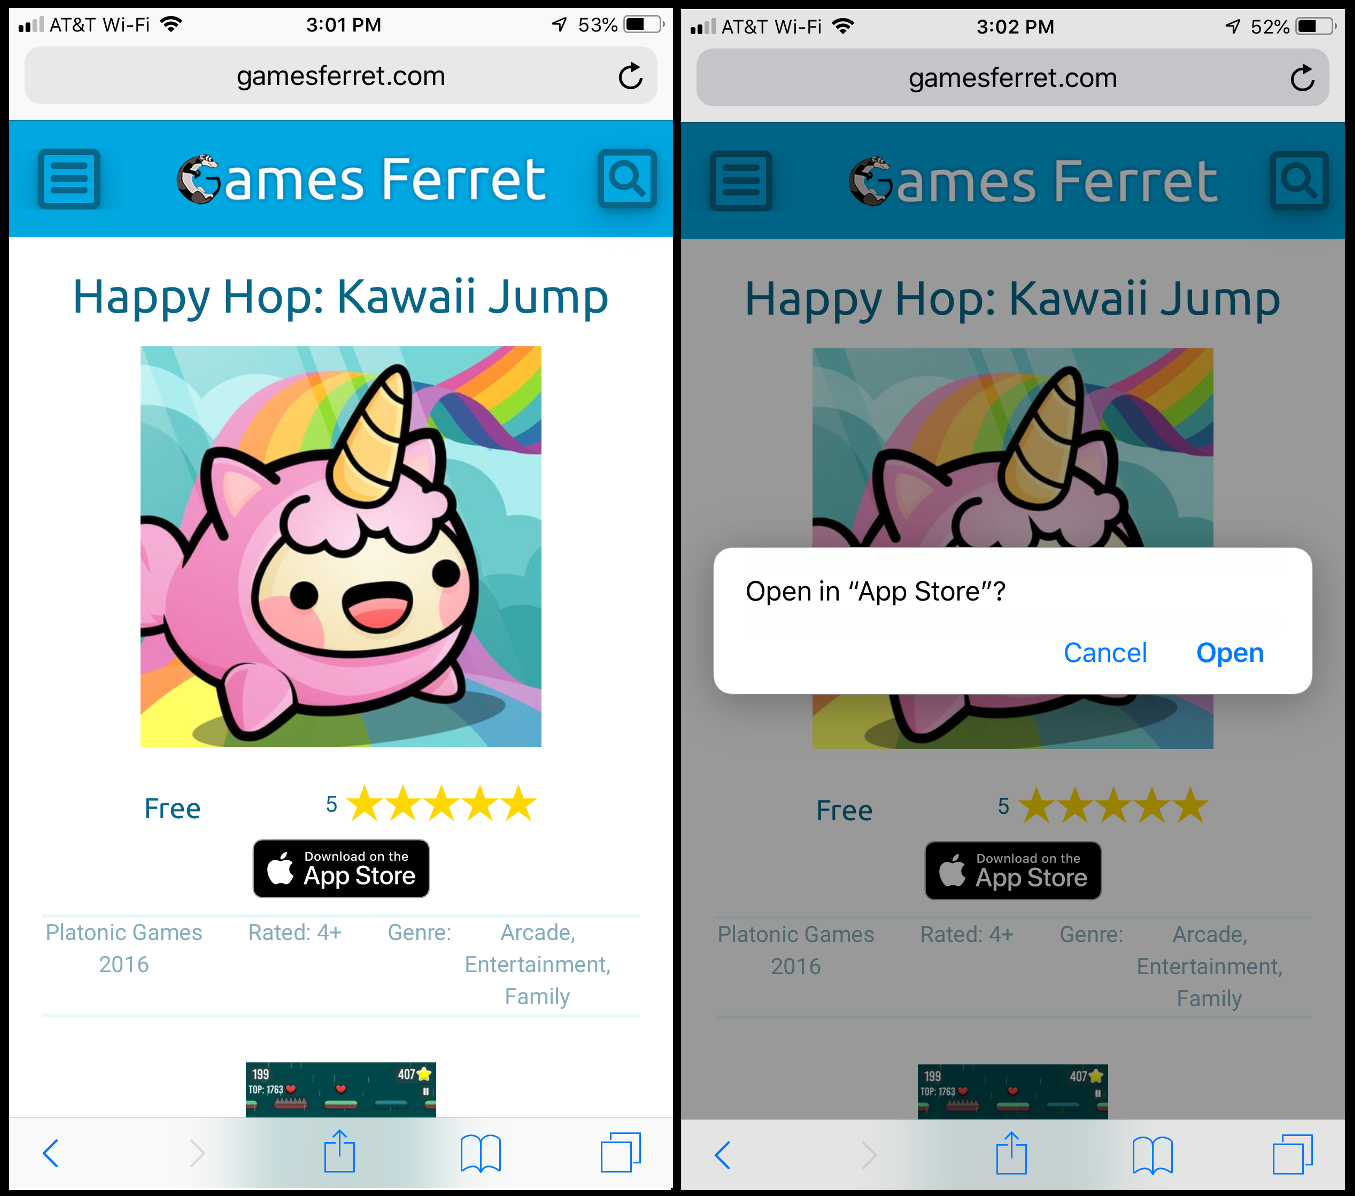 AT&T Wi-Fi 3:01 PM 53%
gamesferret.com
Games Ferret
Happy Hop: Kawaii Jump
Free 5
Download on the
App Store
Platonic Games Rated: 4+ Genre: Arcade,
2016 Entertainment,
Family
199 407
TOP: 1763
AT&T Wi-Fi 3:02 PM 52%
gamesferret.com
Games Ferret
Happy Hop: Kawaii Jump
Open in “App Store”?
Cancel Open
Free 5
Download on the
App Store
Platonic Games Rated: 4+ Genre: Arcade,
2016 Entertainment,
Family
199 407
TOP: 1763